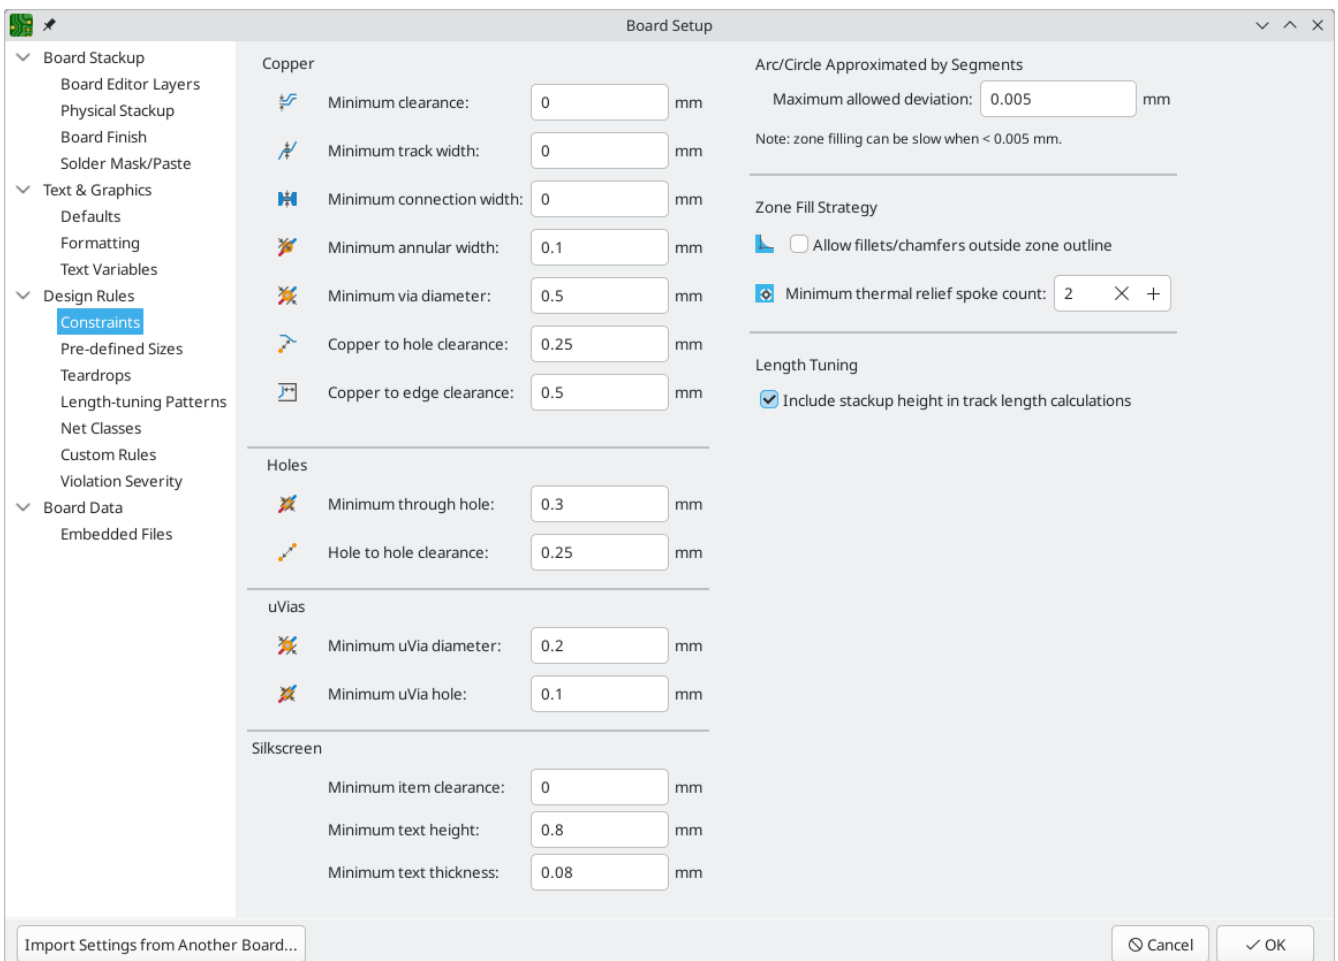 Board Setup
Board Stackup
Board Editor Layers
Physical Stackup
Board Finish
Solder Mask/Paste
Text & Graphics
Defaults
Formatting
Text Variables
Design Rules
Constraints
Pre-defined Sizes
Teardrops
Length-tuning Patterns
Net Classes
Custom Rules
Violation Severity
Board Data
Embedded Files
Copper
Minimum clearance: 0 mm
Minimum track width: 0 mm
Minimum connection width: 0 mm
Minimum annular width: 0.1 mm
Minimum via diameter: 0.5 mm
Copper to hole clearance: 0.25 mm
Copper to edge clearance: 0.5 mm
Holes
Minimum through hole: 0.3 mm
Hole to hole clearance: 0.25 mm
uVias
Minimum uVia diameter: 0.2 mm
Minimum uVia hole: 0.1 mm
Silkscreen
Minimum item clearance: 0 mm
Minimum text height: 0.8 mm
Minimum text thickness: 0.08 mm
Arc/Circle Approximated by Segments
Maximum allowed deviation: 0.005 mm
Note: zone filling can be slow when < 0.005 mm.
Zone Fill Strategy
Allow fillets/chamfers outside zone outline
Minimum thermal relief spoke count: 2
Length Tuning
Include stackup height in track length calculations
Import Settings from Another Board...
Cancel
OK